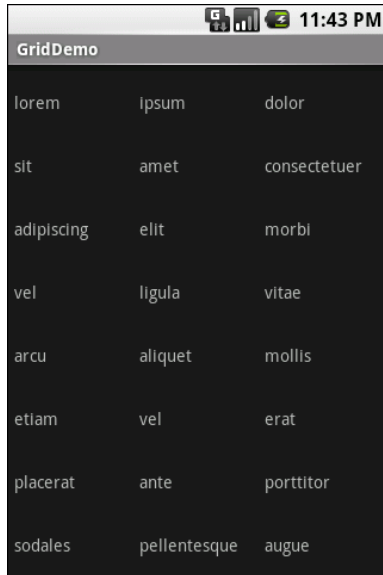 G 11:43 PM
GridDemo
lorem ipsum dolor
sit amet consectetuer
adipiscing elit morbi
vel ligula vitae
arcu aliquet mollis
etiam vel erat
placerat ante porttitor
sodales pellentesque augue